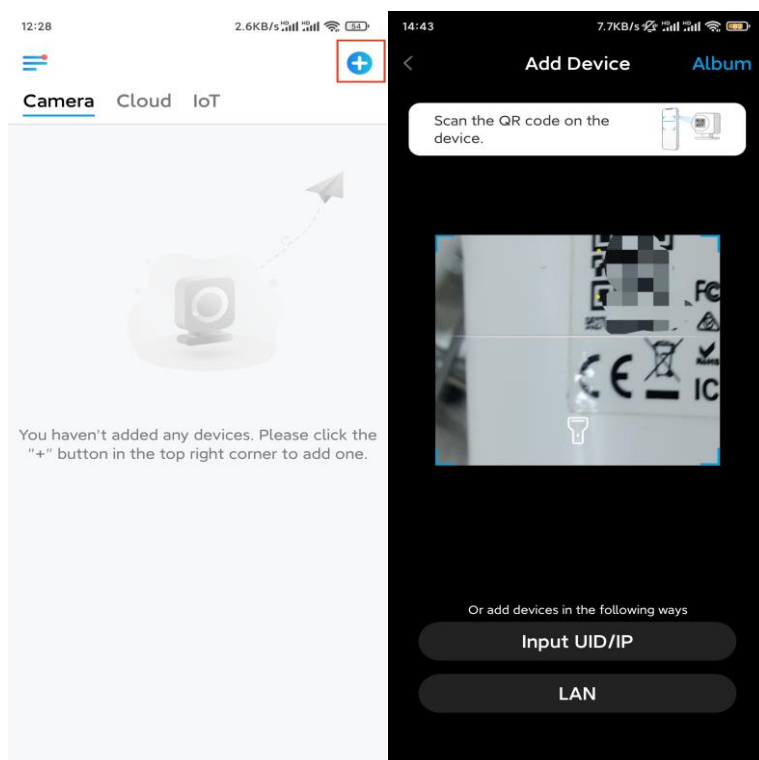 12:28
2.6KB/s
54
Camera Cloud IoT
You haven't added any devices. Please click the
"+" button in the top right corner to add one.
14:43
7.7KB/s
Add Device
Album
Scan the QR code on the
device.
FC
CE
IC
Or add devices in the following ways
Input UID/IP
LAN